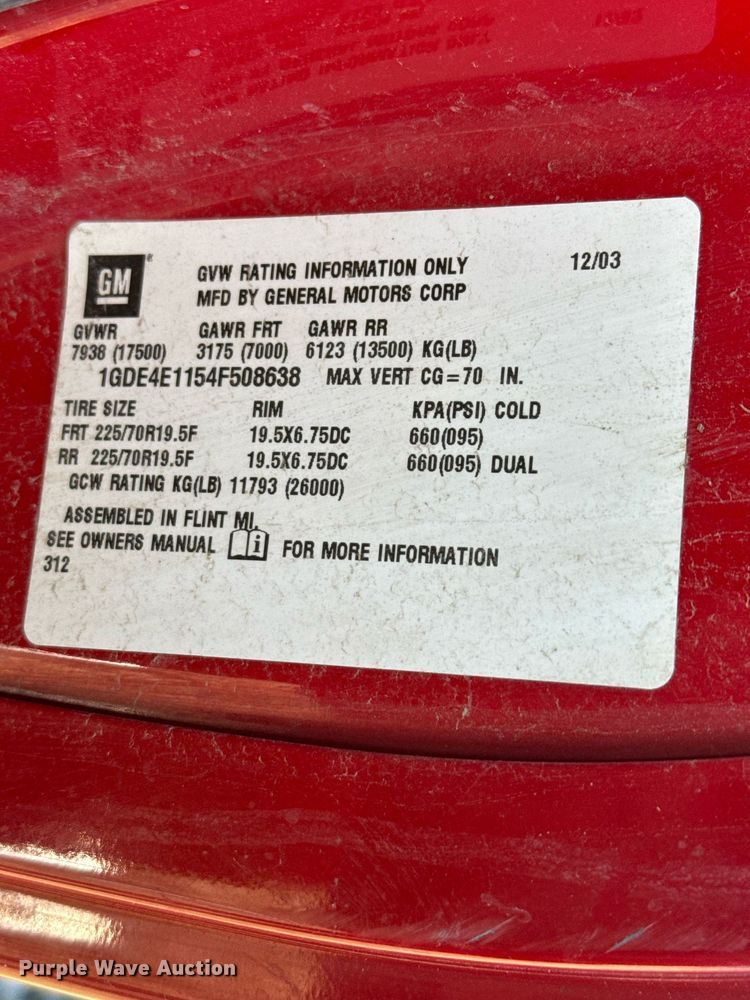 GM®
GVW RATING INFORMATION ONLY 12/03
MFD BY GENERAL MOTORS CORP
GVWR GAWR FRT GAWR RR
7938 (17500) 3175 (7000) 6123 (13500) KG(LB)
1GDE4E1154F508638 MAX VERT CG=70 IN.
TIRE SIZE RIM KPA(PSI) COLD
FRT 225/70R19.5F 19.5X6.75DC 660(095)
RR 225/70R19.5F 19.5X6.75DC 660(095) DUAL
GCW RATING KG(LB) 11793 (26000)
ASSEMBLED IN FLINT MI.
SEE OWNERS MANUAL i FOR MORE INFORMATION
312
Purple Wave Auction